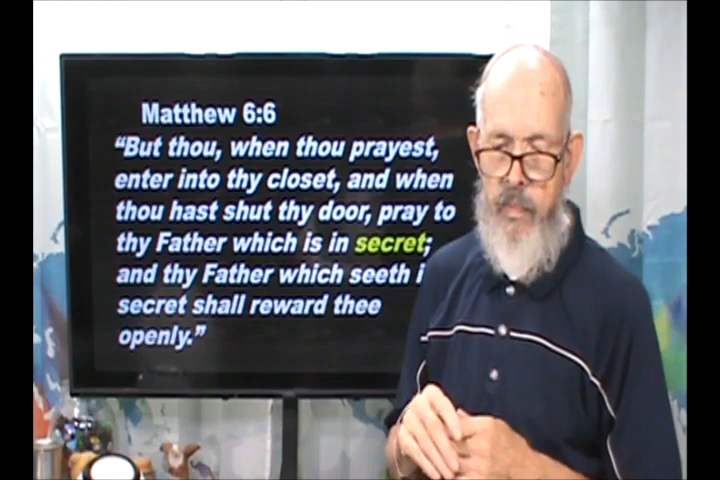 Matthew 6:6
“But thou, when thou prayest,
enter into thy closet, and when
thou hast shut thy door, pray to
thy Father which is in secret;
and thy Father which seeth i
secret shall reward thee
openly.”